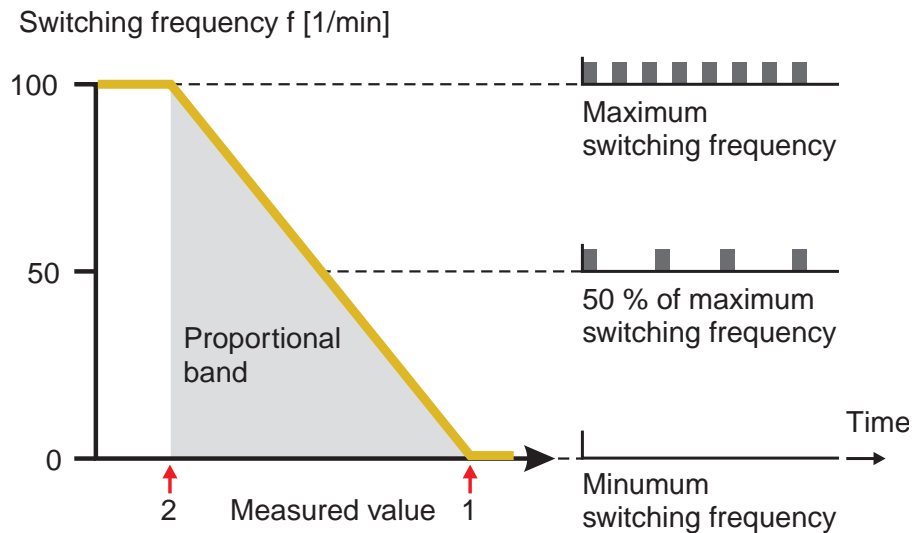 Switching frequency f [1/min]
100
Maximum
switching frequency
50
50 % of maximum
switching frequency
Proportional
band
Time
0
2 Measured value 1
Minumum
switching frequency